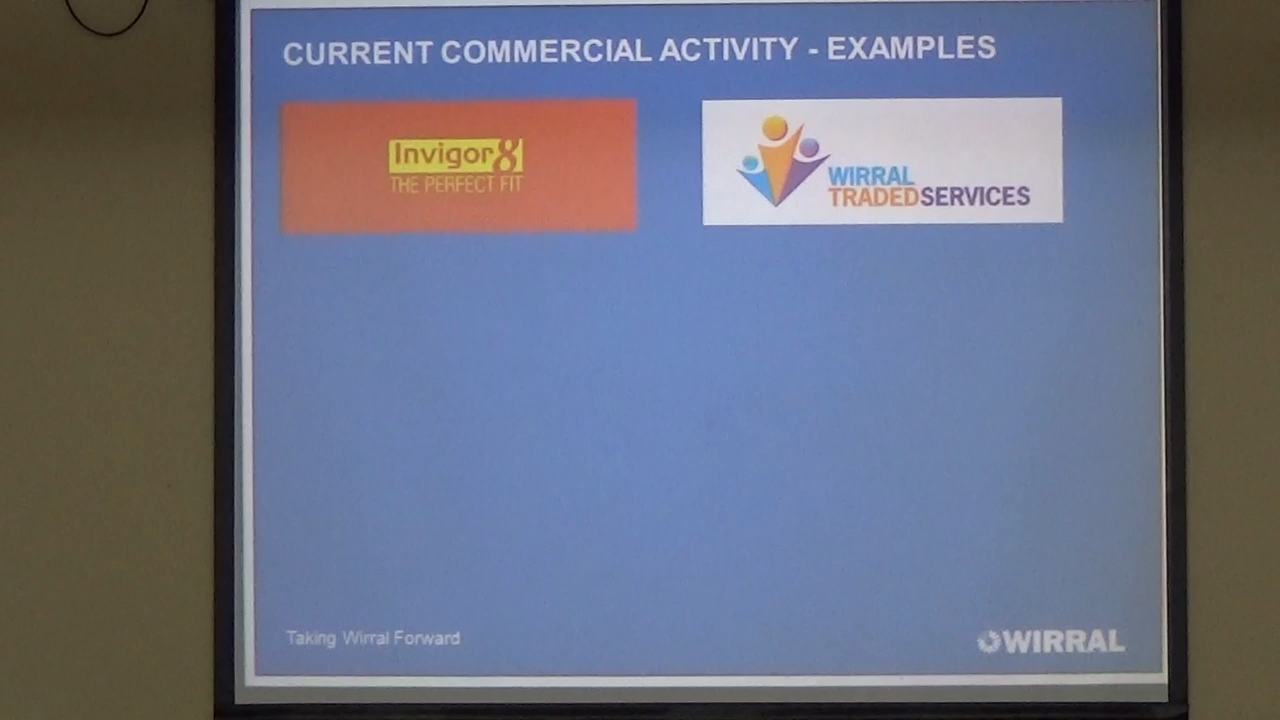 CURRENT COMMERCIAL ACTIVITY - EXAMPLES
Invigor8
THE PERFECT FIT
WIRRAL
TRADEDSERVICES
Taking Wirral Forward
WIRRAL